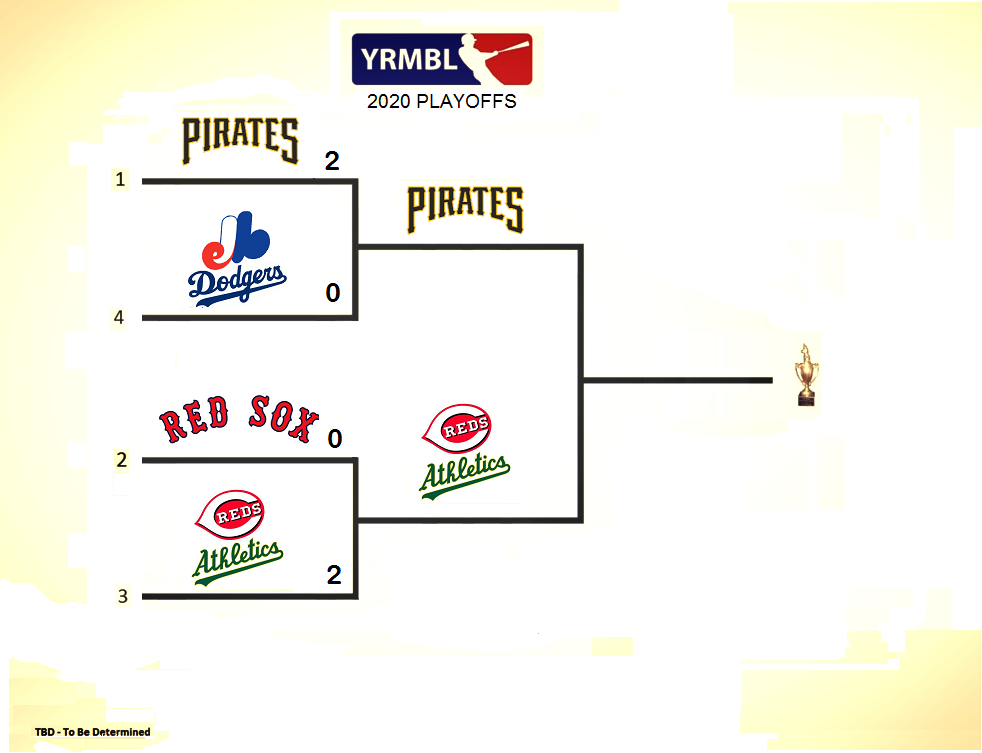 YRMBL
2020 PLAYOFFS
PIRATES
2
1
PIRATES
eb
Dodgers
0
4
RED SOX
0
2
REDS
Athletics
REDS
Athletics
2
3
TBD - To Be Determined